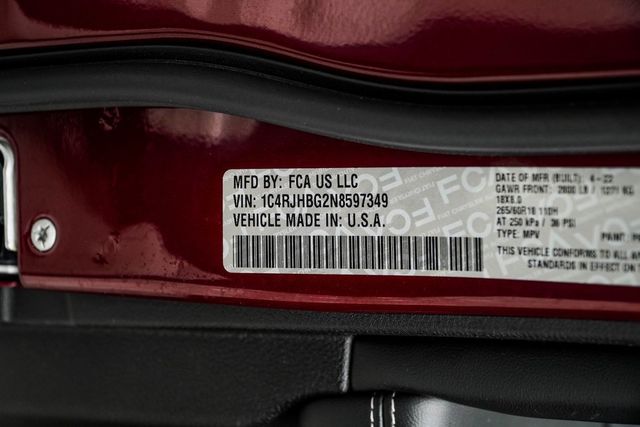 MFD BY: FCA US LLC
VIN: 1C4RJHBG2N8597349
VEHICLE MADE IN: U.S.A.
DATE OF MFR (BUILT): 4-22
GAWR FRONT: 2800 LB
18X8.0
265/60R18 110H
AT 250 kPa / 36 PSI
TYPE: MPV
THIS VEHICLE CONFORMS TO ALL
STANDARDS IN EFFECT ON